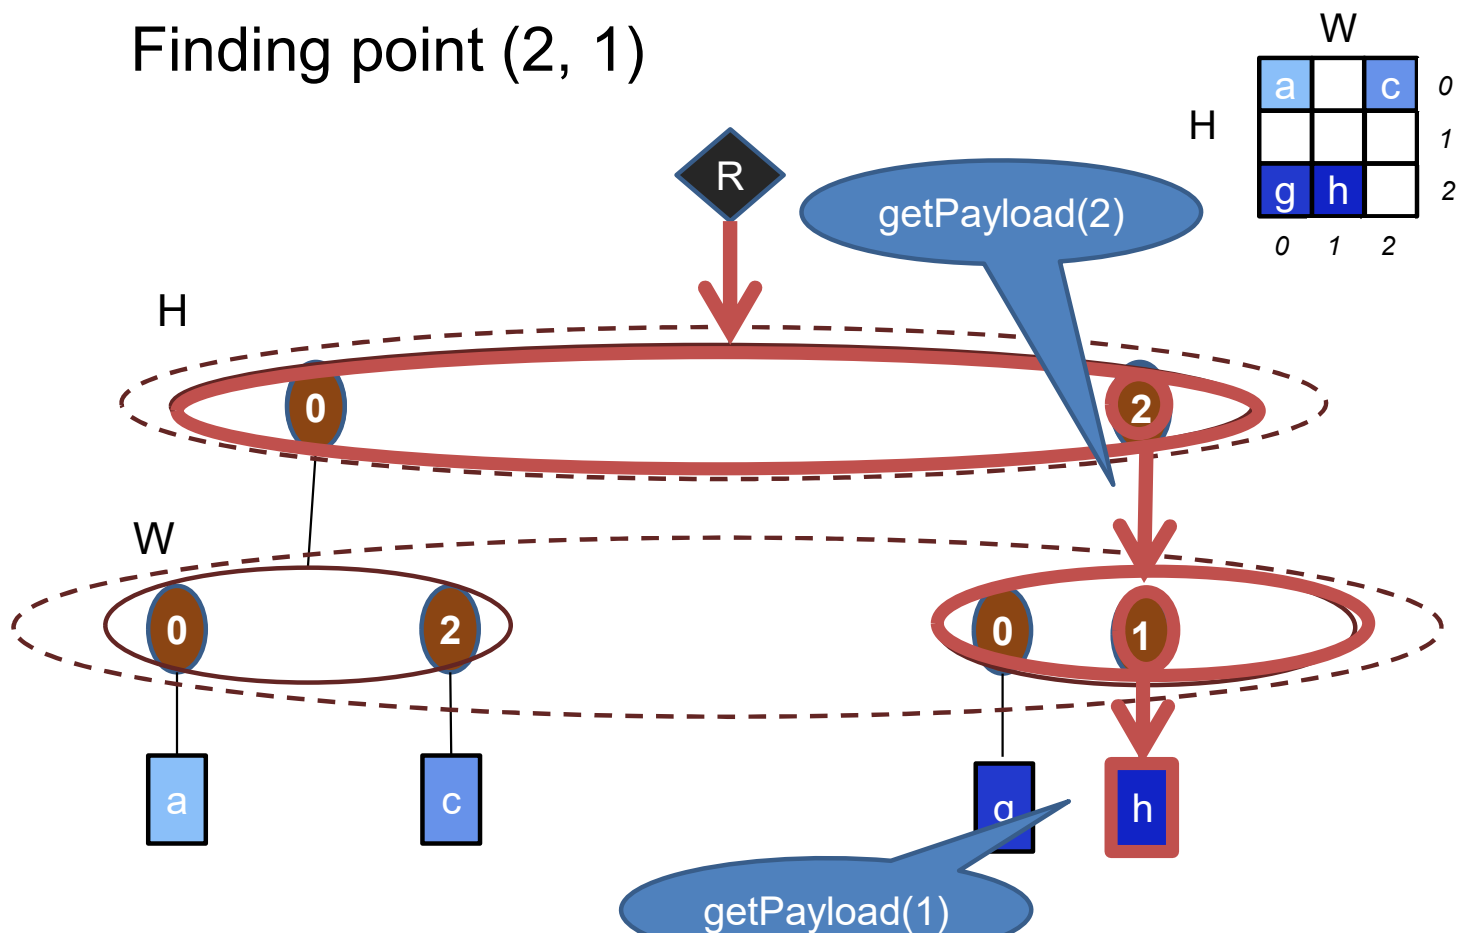 Finding point (2, 1)
W
a c 0
H
1
g h 2
0 1 2
R
getPayload(2)
H
0 2
W
0 2 0 1
a c g h
getPayload(1)